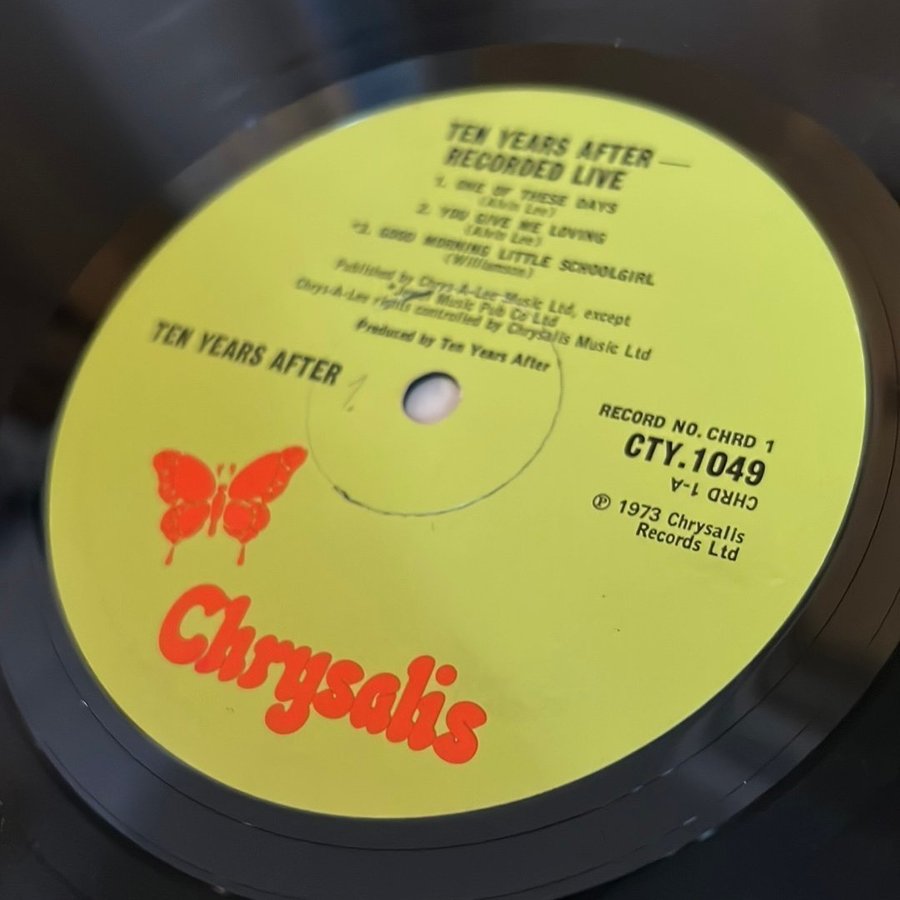 TEN YEARS AFTER—
RECORDED LIVE
1. ONE OF THESE DAYS
(Alvin Lee)
2. YOU GIVE ME LOVING
(Alvin Lee)
*3. GOOD MORNING LITTLE SCHOOLGIRL
(Williamson)
Published by Chrys-A-Lee Music Ltd, except
Music Pub Co Ltd
Chrys-A-Lee rights controlled by Chrysalis Music Ltd
Produced by Ten Years After
TEN YEARS AFTER
1.
RECORD NO. CHRD 1
CTY.1049
CHRD 1-A
℗ 1973 Chrysalis
Records Ltd
Chrysalis